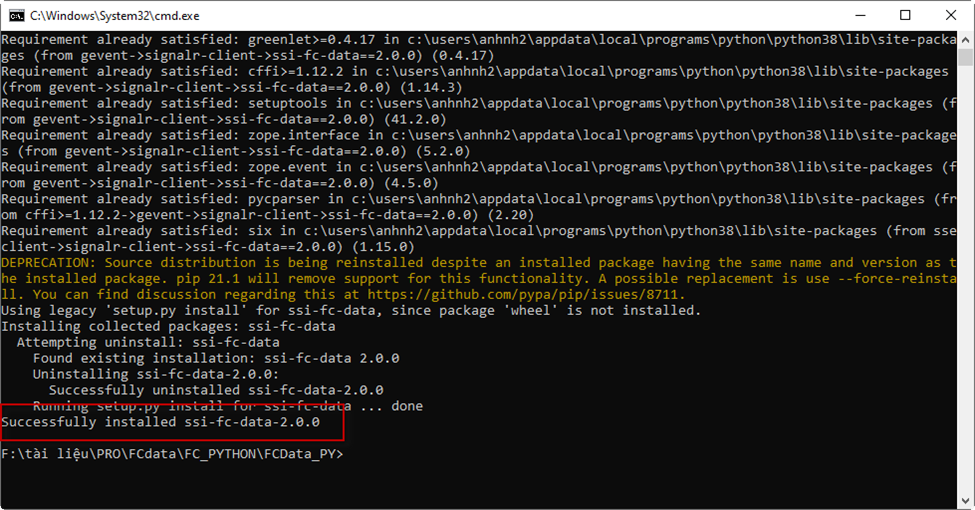 C:\Windows\System32\cmd.exe
Requirement already satisfied: greenlet>=0.4.17 in c:\users\anhnh2\appdata\local\programs\python\python38\lib\site-packa
ges (from gevent->signalr-client->ssi-fc-data==2.0.0) (0.4.17)
Requirement already satisfied: cffi>=1.12.2 in c:\users\anhnh2\appdata\local\programs\python\python38\lib\site-packages
(from gevent->signalr-client->ssi-fc-data==2.0.0) (1.14.3)
Requirement already satisfied: setuptools in c:\users\anhnh2\appdata\local\programs\python\python38\lib\site-packages (f
rom gevent->signalr-client->ssi-fc-data==2.0.0) (41.2.0)
Requirement already satisfied: zope.interface in c:\users\anhnh2\appdata\local\programs\python\python38\lib\site-package
s (from gevent->signalr-client->ssi-fc-data==2.0.0) (5.2.0)
Requirement already satisfied: zope.event in c:\users\anhnh2\appdata\local\programs\python\python38\lib\site-packages (f
rom gevent->signalr-client->ssi-fc-data==2.0.0) (4.5.0)
Requirement already satisfied: pycparser in c:\users\anhnh2\appdata\local\programs\python\python38\lib\site-packages (fr
om cffi>=1.12.2->gevent->signalr-client->ssi-fc-data==2.0.0) (2.20)
Requirement already satisfied: six in c:\users\anhnh2\appdata\local\programs\python\python38\lib\site-packages (from sse
client->signalr-client->ssi-fc-data==2.0.0) (1.15.0)
DEPRECATION: Source distribution is being reinstalled despite an installed package having the same name and version as t
he installed package. pip 21.1 will remove support for this functionality. A possible replacement is use --force-reinsta
ll. You can find discussion regarding this at https://github.com/pypa/pip/issues/8711.
Using legacy 'setup.py install' for ssi-fc-data, since package 'wheel' is not installed.
Installing collected packages: ssi-fc-data
  Attempting uninstall: ssi-fc-data
    Found existing installation: ssi-fc-data 2.0.0
    Uninstalling ssi-fc-data-2.0.0:
      Successfully uninstalled ssi-fc-data-2.0.0
    Running setup.py install for ssi-fc-data ... done
Successfully installed ssi-fc-data-2.0.0
F:\tài liệu\PRO\FCdata\FC_PYTHON\FCData_PY>